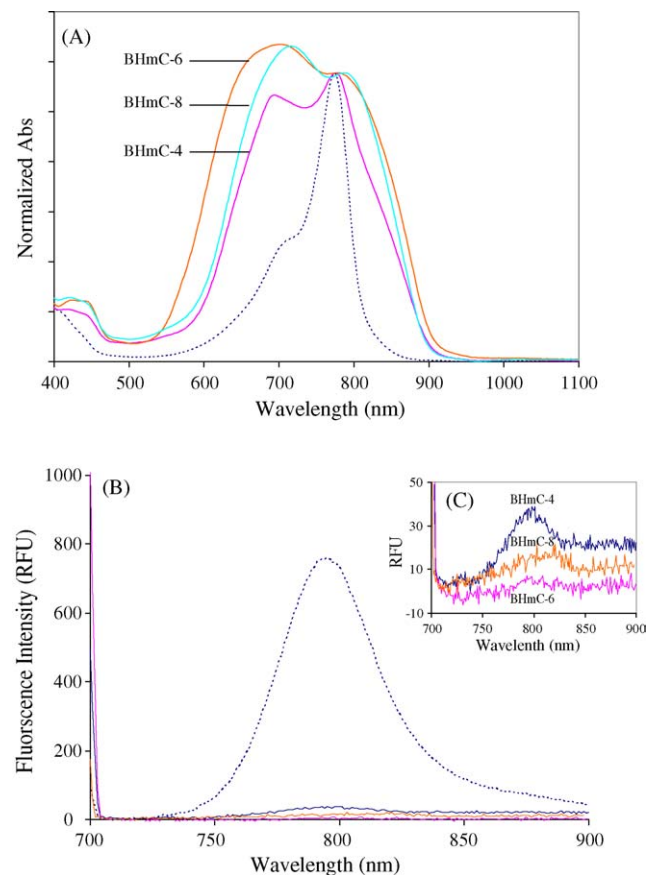 (A)
BHmC-6
BHmC-8
BHmC-4
Normalized Abs
400 500 600 700 800 900 1000 1100
Wavelength (nm)
(B)
1000
800
600
400
200
0
Fluorscence Intensity (RFU)
700 750 800 850 900
Wavelength (nm)
(C)
50
30
10
-10
RFU
BHmC-4
BHmC-8
BHmC-6
700 750 800 850 900
Wavelenth (nm)